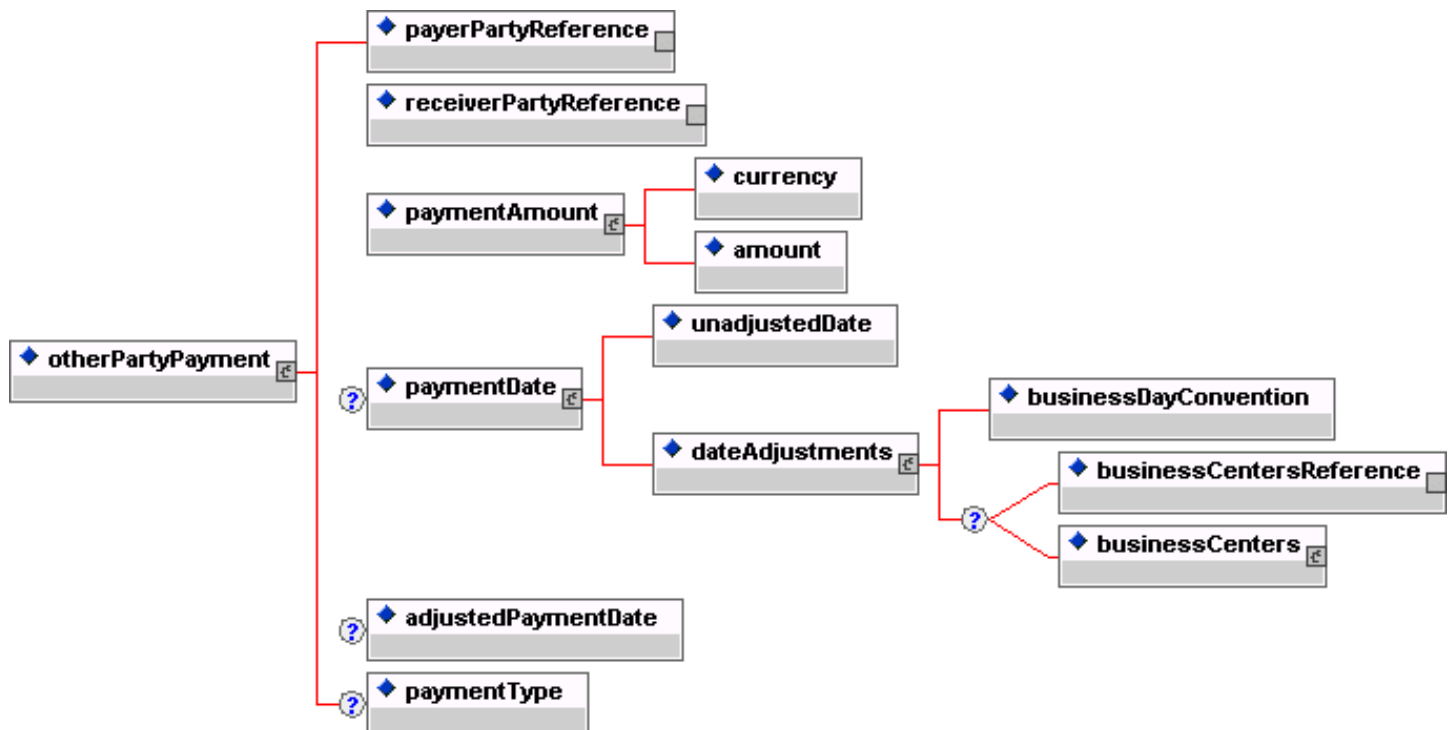 payerPartyReference
receiverPartyReference
currency
paymentAmount
amount
unadjustedDate
otherPartyPayment
? paymentDate
businessDayConvention
dateAdjustments
businessCentersReference
?
businessCenters
? adjustedPaymentDate
? paymentType